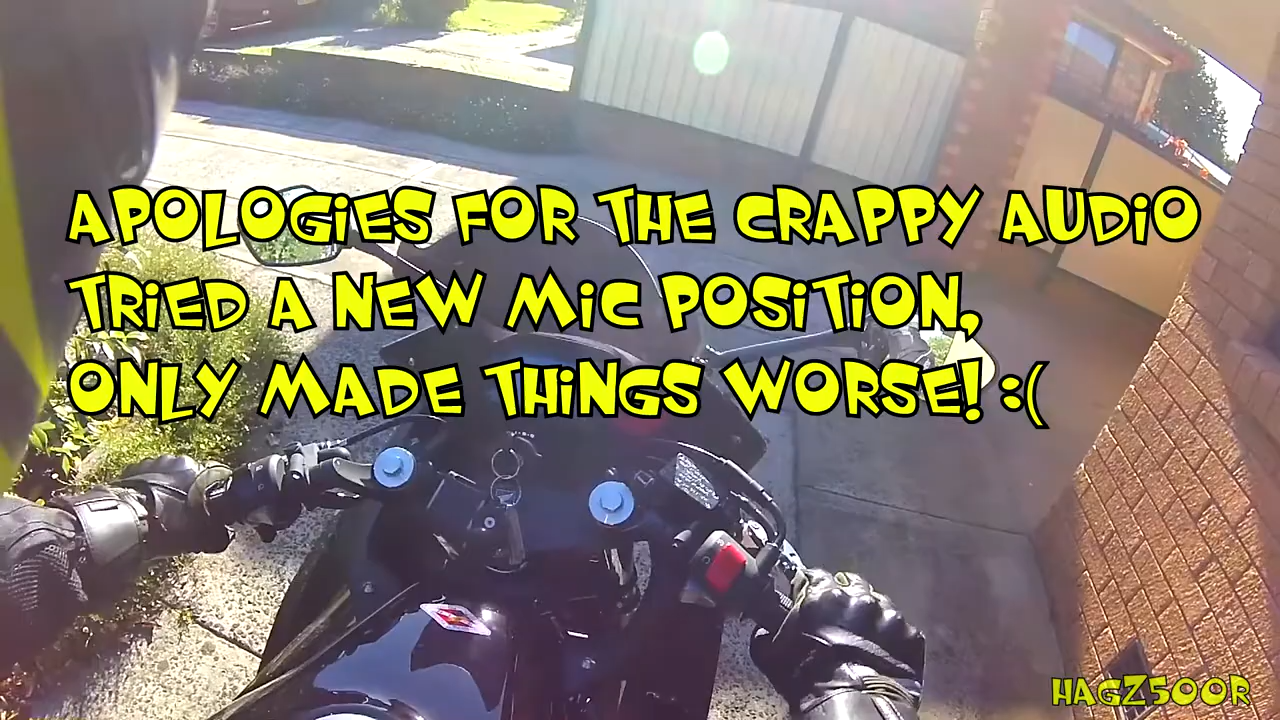 APOLOGIES FOR THE CRAPPY AUDIO
TRIED A NEW MIC POSITION,
ONLY MADE THINGS WORSE! :(
HAGZ500R